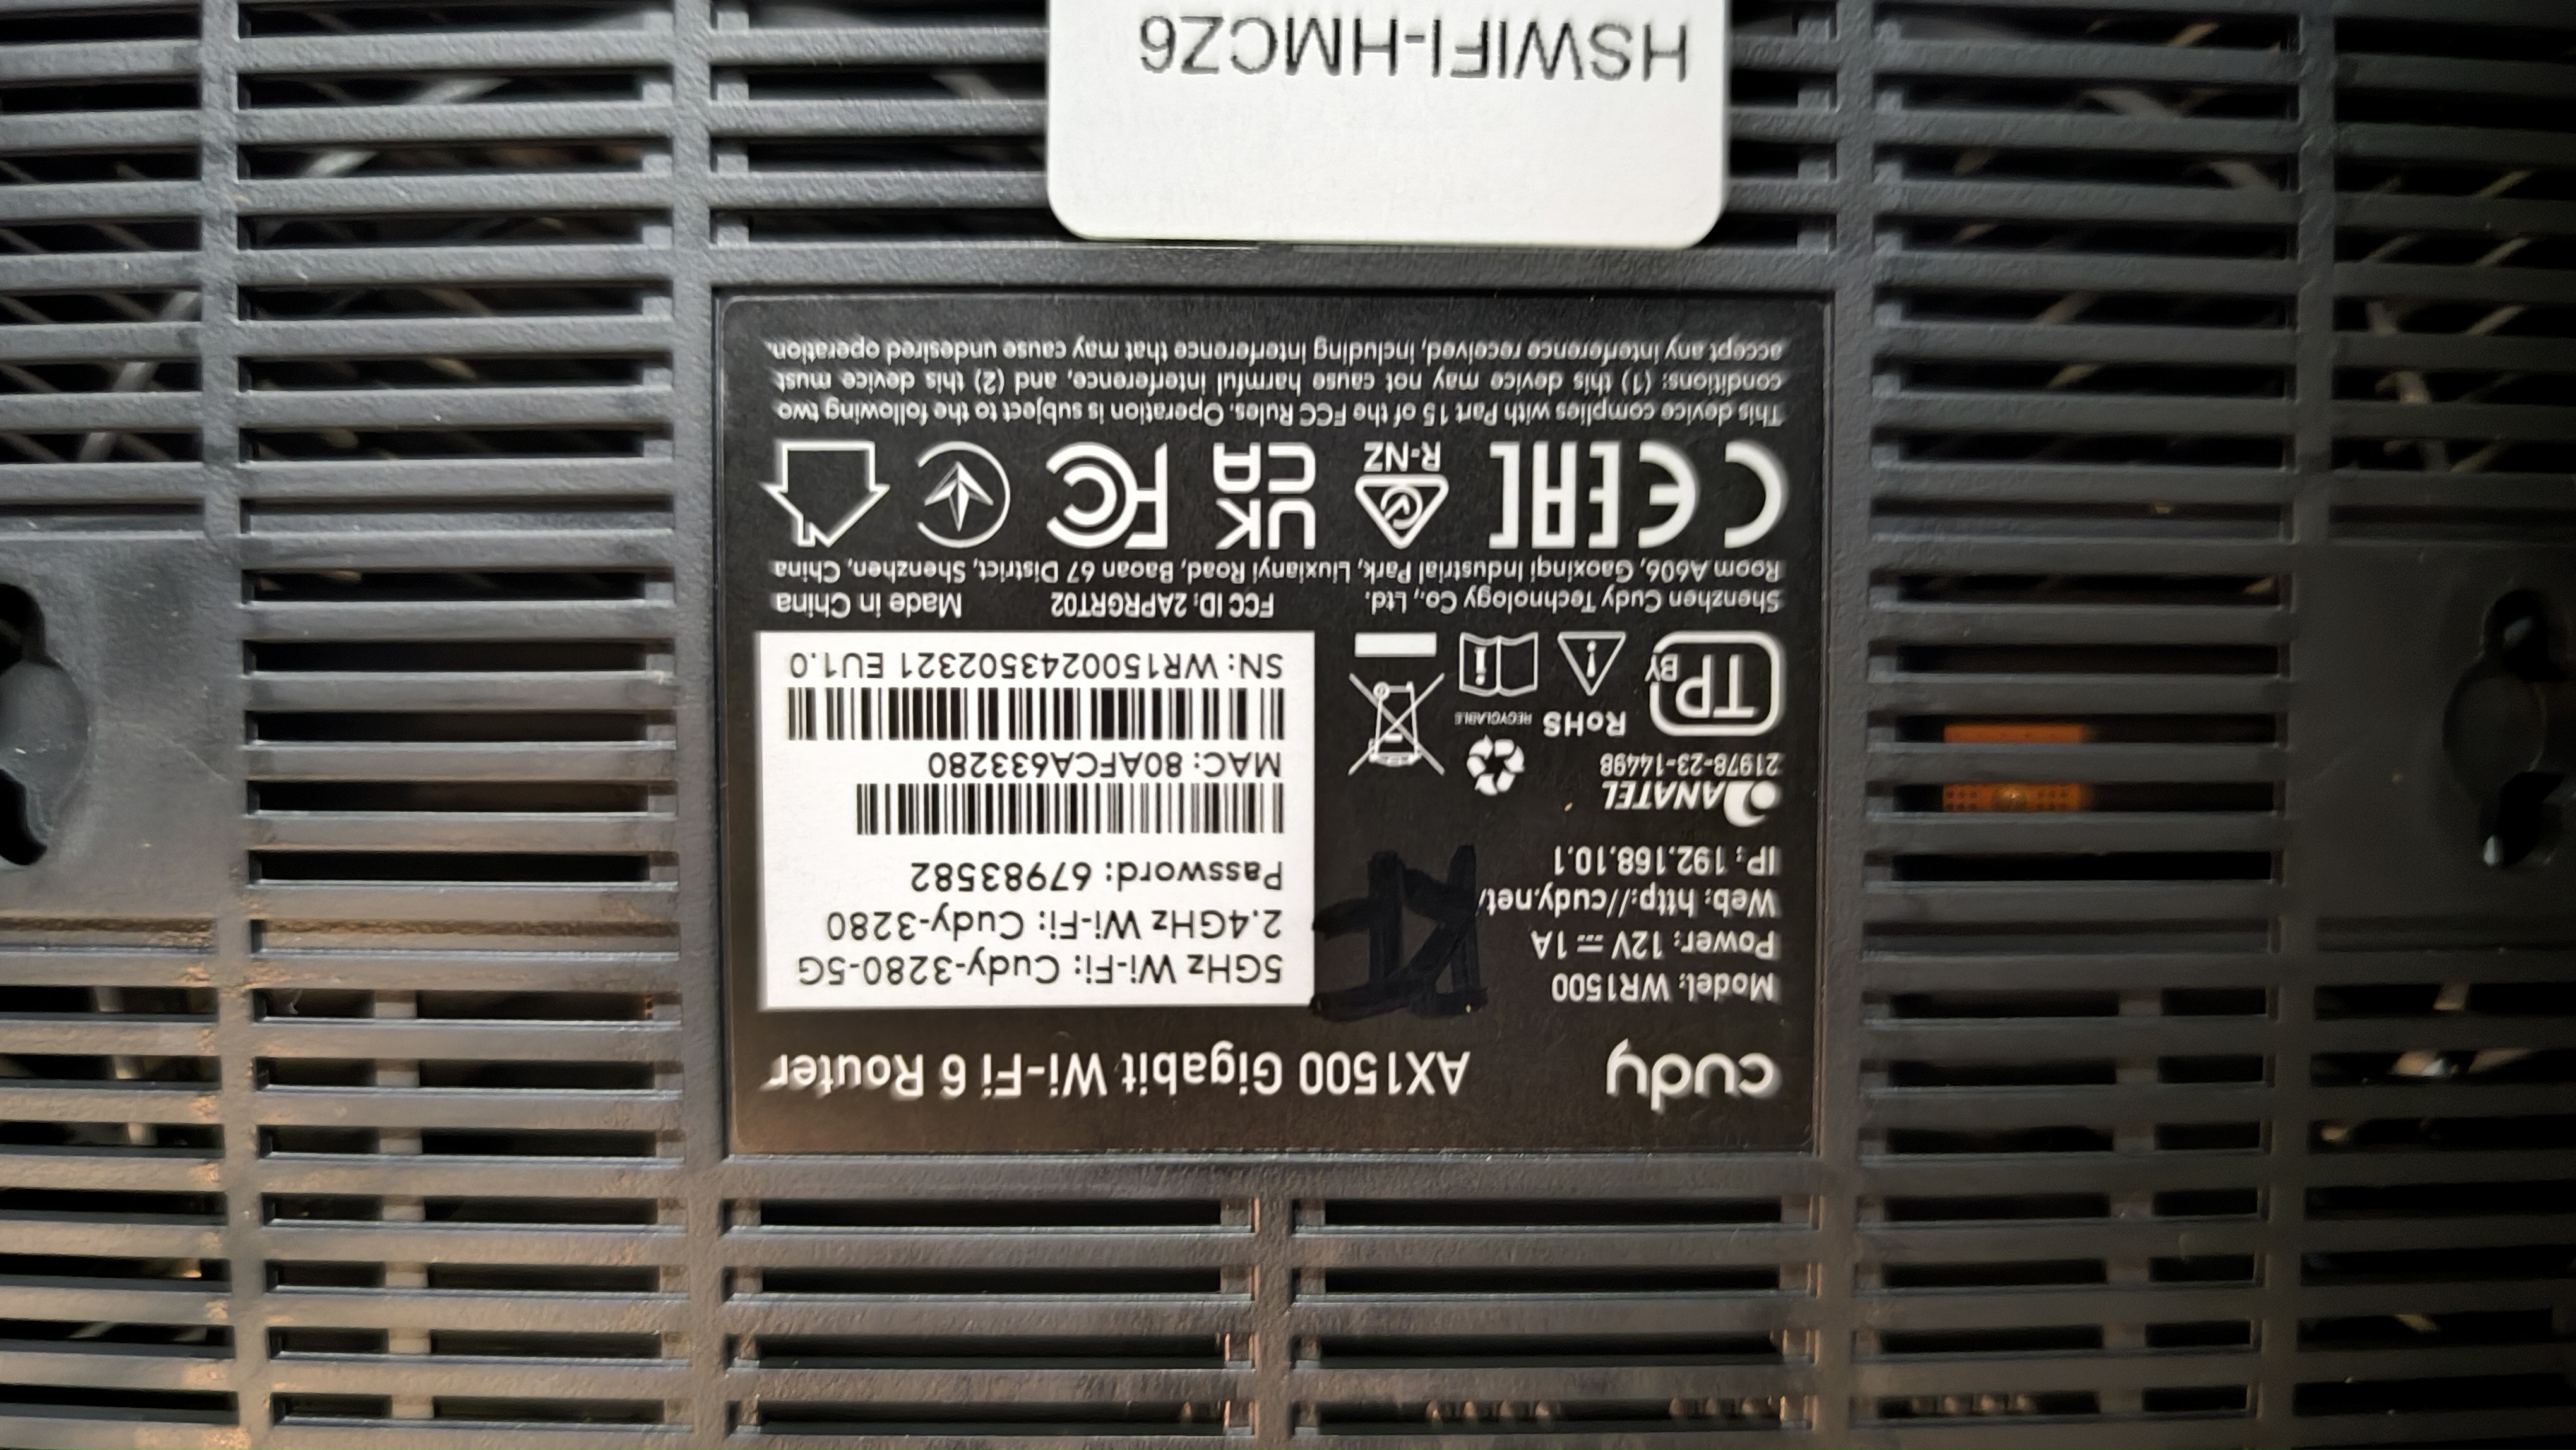 cudy AX1500 Gigabit Wi-Fi 6 Router
Model: WR1500
Power: 12V ⎓ 1A
Web: http://cudy.net/
IP: 192.168.10.1
5GHz Wi-Fi: Cudy-3280-5G
2.4GHz Wi-Fi: Cudy-3280
Password: 67983582
MAC: 80AFCA633280
SN: WR1500243502321 EU1.0
ANATEL
21978-23-14498
TP BY
RoHS
RECYCLABLE
Shenzhen Cudy Technology Co., Ltd. FCC ID: 2APRGRT02 Made in China
Room A606, Gaoxinqi Industrial Park, Liuxianyi Road, Baoan 67 District, Shenzhen, China
CE EAC R-NZ UK CA FC
This device complies with Part 15 of the FCC Rules. Operation is subject to the following two
conditions: (1) this device may not cause harmful interference, and (2) this device must
accept any interference received, including interference that may cause undesired operation.
HSWIFI-HMCZ6